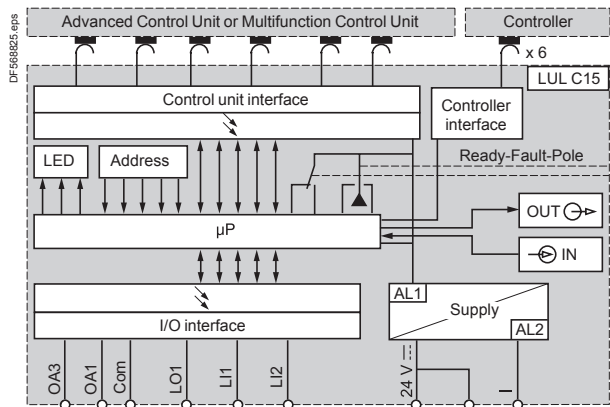 DF568825.eps
Advanced Control Unit or Multifunction Control Unit
Controller
x 6
LUL C15
Control unit interface
Controller
interface
LED
Address
Ready-Fault-Pole
µP
OUT
IN
AL1
Supply
AL2
I/O interface
OA3
OA1
Com
LO1
LI1
LI2
24 V
I